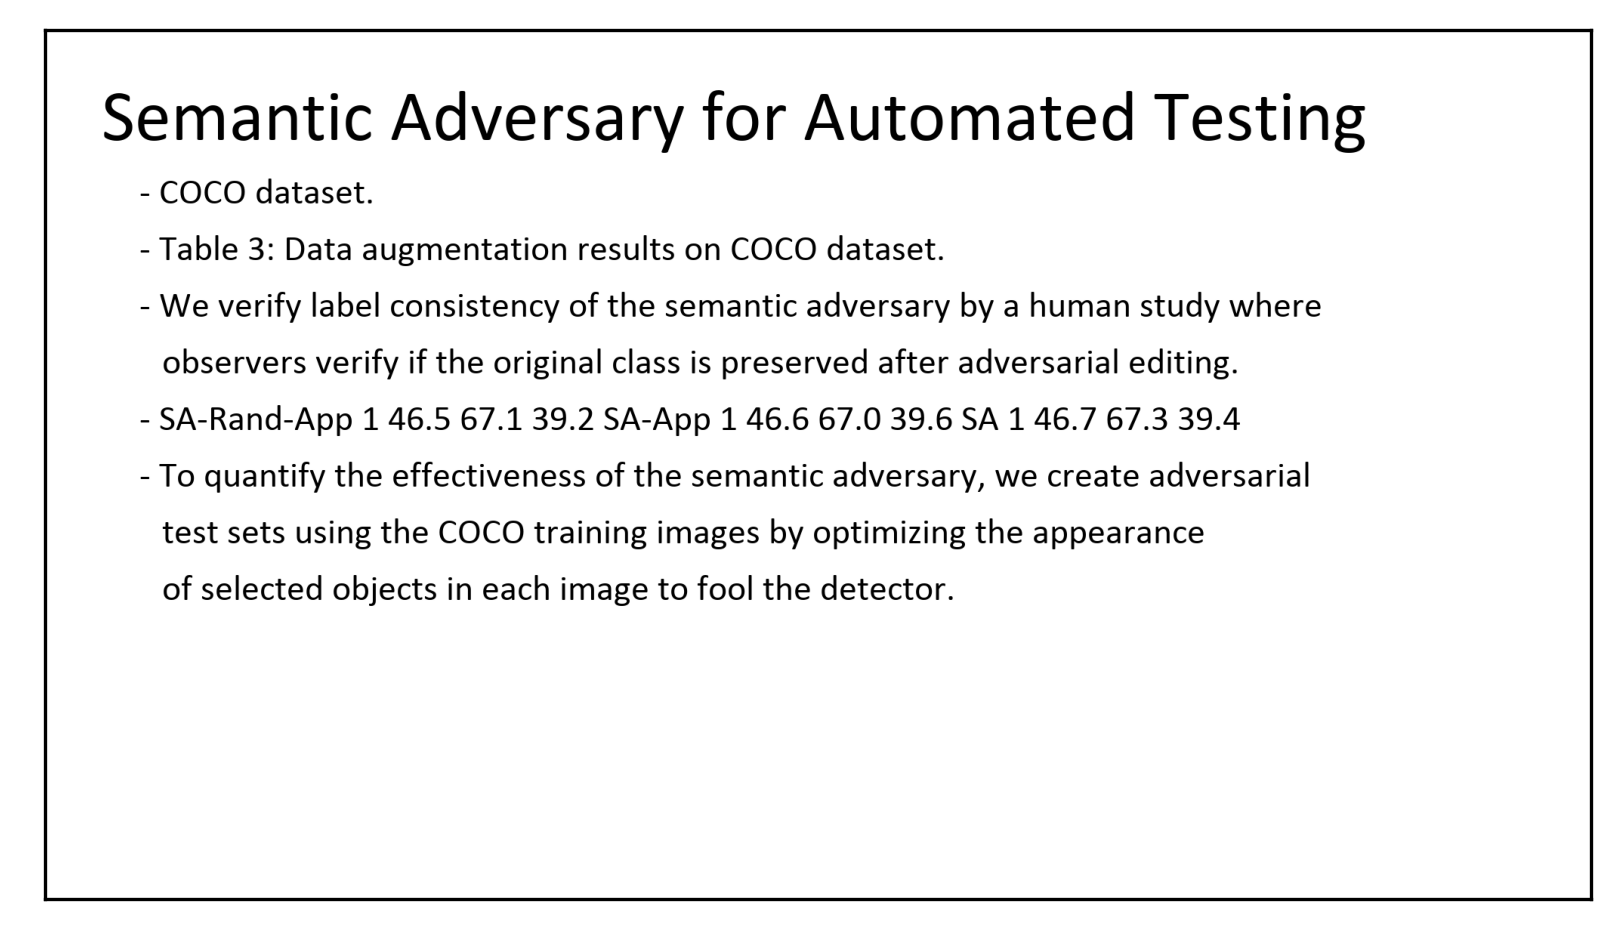 Semantic Adversary for Automated Testing
- COCO dataset.
- Table 3: Data augmentation results on COCO dataset.
- We verify label consistency of the semantic adversary by a human study where
observers verify if the original class is preserved after adversarial editing.
- SA-Rand-App 1 46.5 67.1 39.2 SA-App 1 46.6 67.0 39.6 SA 1 46.7 67.3 39.4
- To quantify the effectiveness of the semantic adversary, we create adversarial
test sets using the COCO training images by optimizing the appearance
of selected objects in each image to fool the detector.